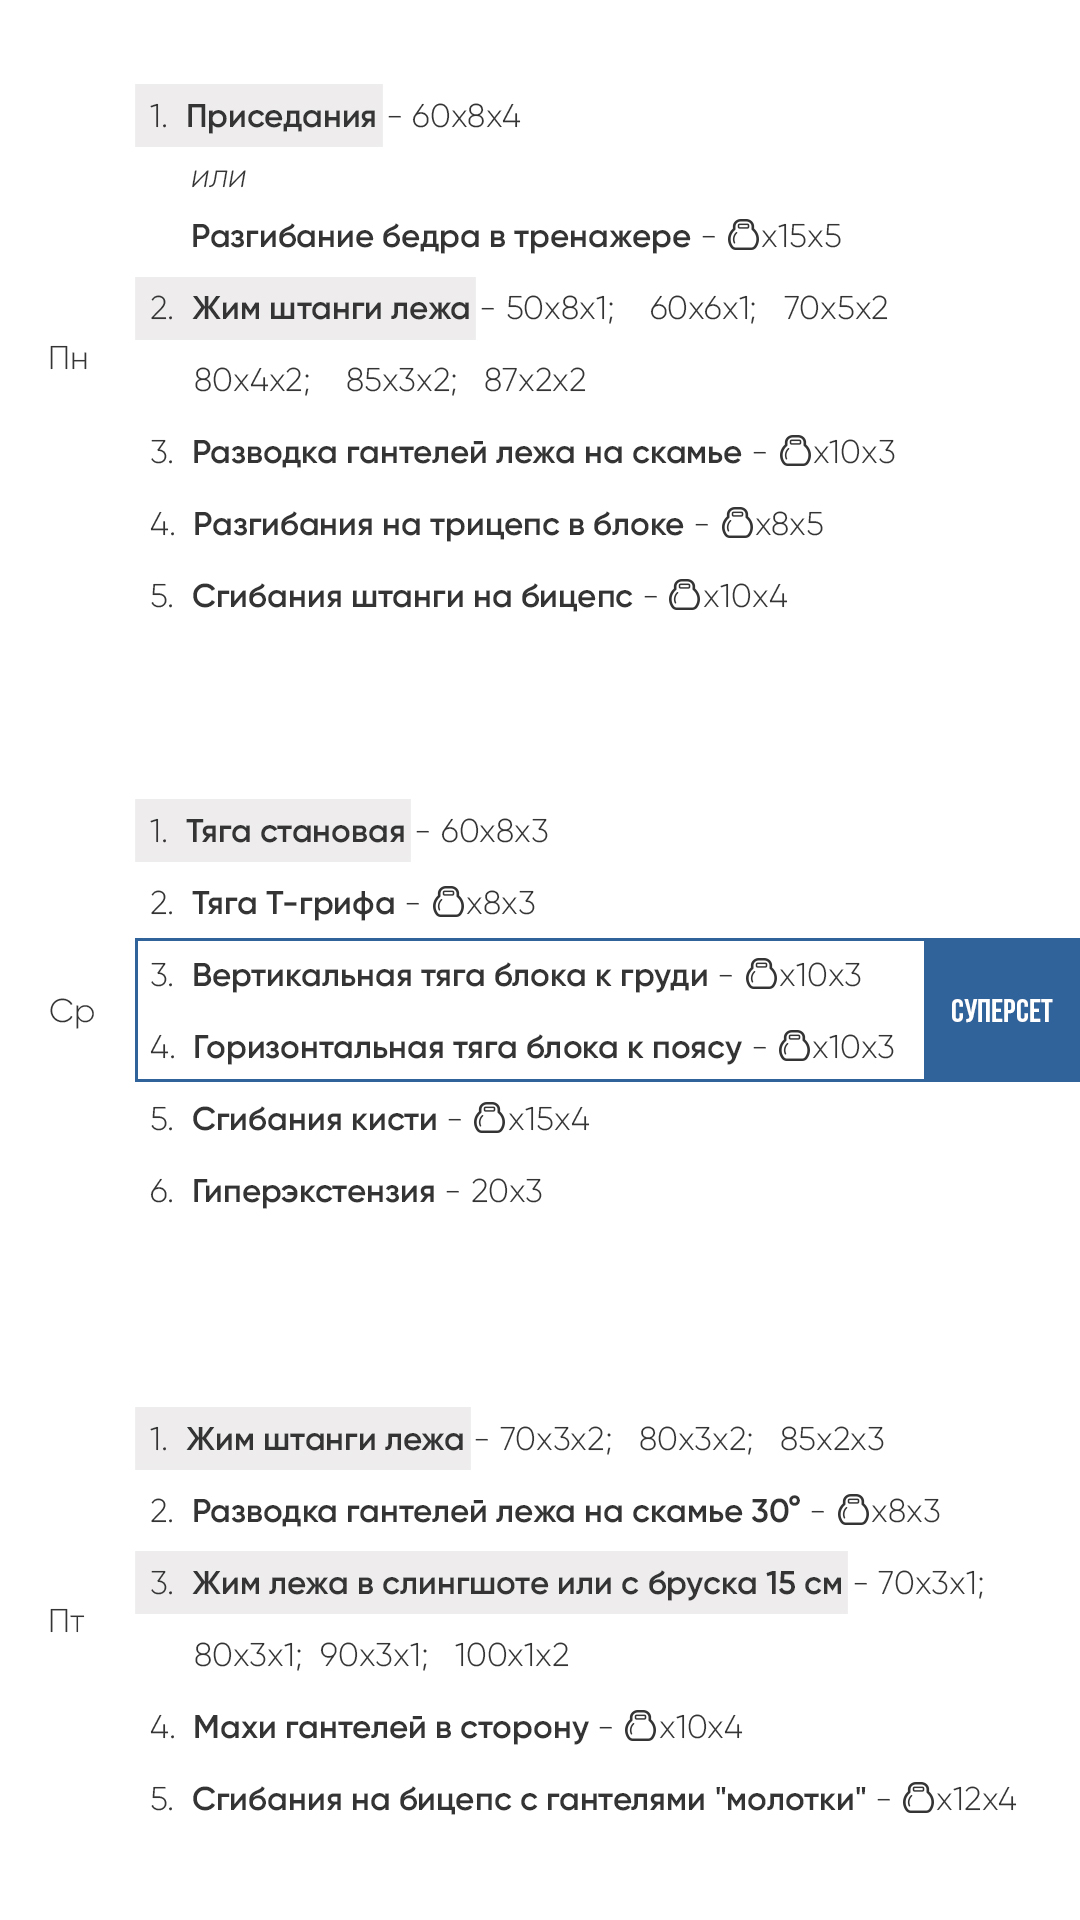 1. Приседания - 60x8x4
или
Разгибание бедра в тренажере - x15x5
2. Жим штанги лежа - 50x8x1; 60x6x1; 70x5x2
Пн
80x4x2; 85x3x2; 87x2x2
3. Разводка гантелей лежа на скамье - x10x3
4. Разгибания на трицепс в блоке - x8x5
5. Сгибания штанги на бицепс - x10x4
1. Тяга становая - 60x8x3
2. Тяга Т-грифа - x8x3
3. Вертикальная тяга блока к груди - x10x3
Ср
СУПЕРСЕТ
4. Горизонтальная тяга блока к поясу - x10x3
5. Сгибания кисти - x15x4
6. Гиперэкстензия - 20x3
1. Жим штанги лежа - 70x3x2; 80x3x2; 85x2x3
2. Разводка гантелей лежа на скамье 30° - x8x3
3. Жим лежа в слингшоте или с бруска 15 см - 70x3x1;
Пт
80x3x1; 90x3x1; 100x1x2
4. Махи гантелей в сторону - x10x4
5. Сгибания на бицепс с гантелями "молотки" - x12x4